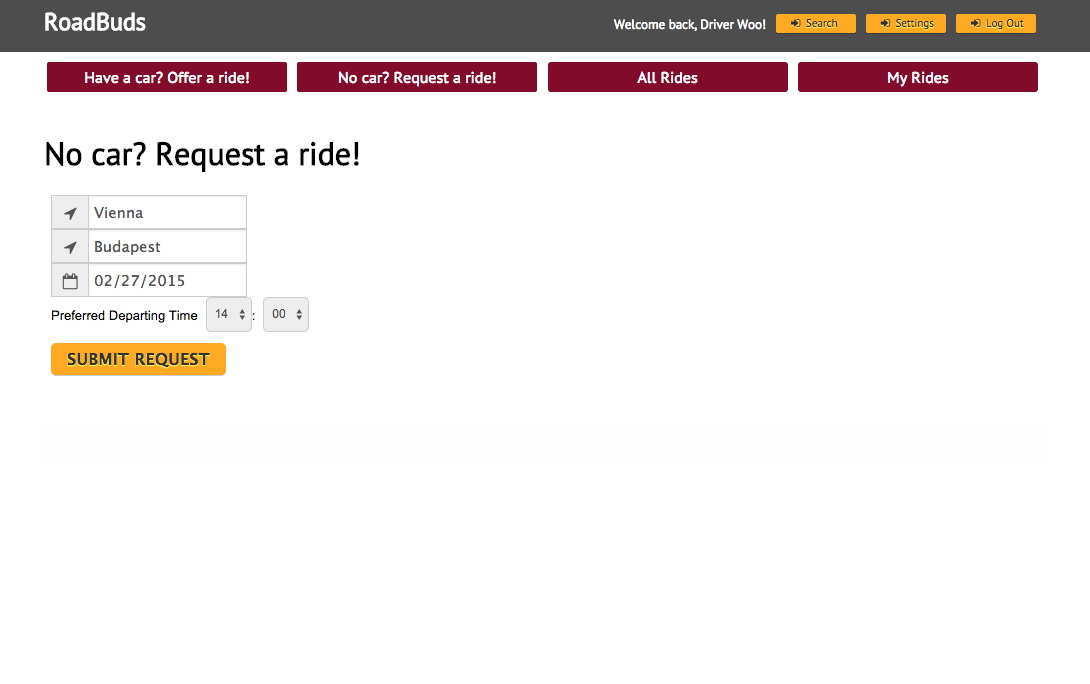 RoadBuds
Welcome back, Driver Woo! Search Settings Log Out
Have a car? Offer a ride! No car? Request a ride! All Rides My Rides
No car? Request a ride!
Vienna
Budapest
02/27/2015
Preferred Departing Time 14 : 00
SUBMIT REQUEST